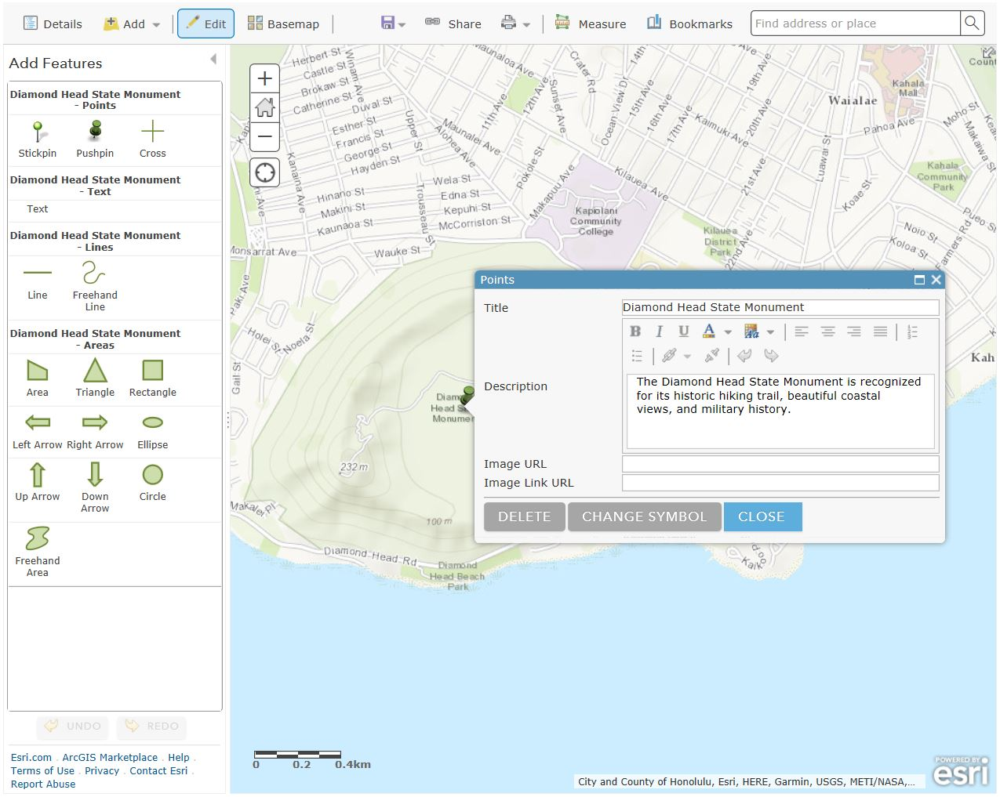 Details
Add
Edit
Basemap
Share
Measure
Bookmarks
Find address or place
Add Features
Diamond Head State Monument
- Points
Stickpin
Pushpin
Cross
Diamond Head State Monument
- Text
Text
Diamond Head State Monument
- Lines
Line
Freehand
Line
Diamond Head State Monument
- Areas
Area
Triangle
Rectangle
Left Arrow
Right Arrow
Ellipse
Up Arrow
Down
Arrow
Circle
Freehand
Area
UNDO
REDO
Esri.com . ArcGIS Marketplace . Help .
Terms of Use . Privacy . Contact Esri .
Report Abuse
Herbert St
Castle St
Brokaw St
Catherine St
Winam Ave
Duval St
Esther St
Francis St
George St
Hayden St
Upper St
Kanaina Ave
Hinano St
Makini St
Kaunaoa St
Trousseau St
Wela St
Edna St
Kepuhi St
McCorriston St
Wauke St
Monsarrat Ave
Paki Ave
Holei St
Noela St
Gail St
Maunaloa Ave
Crater Rd
11th Ave
12th Ave
Sunset Ave
Ocean View Dr
14th
15th Ave
16th Ave
17th Ave
19th Ave
20th Ave
21st Ave
22nd Ave
Maunalei Ave
Alohea Ave
Pokole St
Makapuu Ave
Kilauea Ave
Kaimuki Ave
Kapiolani
Community
College
Kilauea
District
Park
Waialae
Kahala
Mall
Count
Pahoa Ave
Moho St
Makaiwa St
Luawai St
Koae St
Kahala
Community
Park
Pueo St
Noio St
Koloa St
Farmers Rd
Kah
232 m
100 m
Makalei Pl
Diamond Head Rd
Diamond
Head Beach
Park
Kaiko
Diam
Head S
Monumen
Points
Title
Diamond Head State Monument
B I U A Aa
Description
The Diamond Head State Monument is recognized
for its historic hiking trail, beautiful coastal
views, and military history.
Image URL
Image Link URL
DELETE
CHANGE SYMBOL
CLOSE
0 0.2 0.4km
City and County of Honolulu, Esri, HERE, Garmin, USGS, METI/NASA,...
POWERED BY
esri